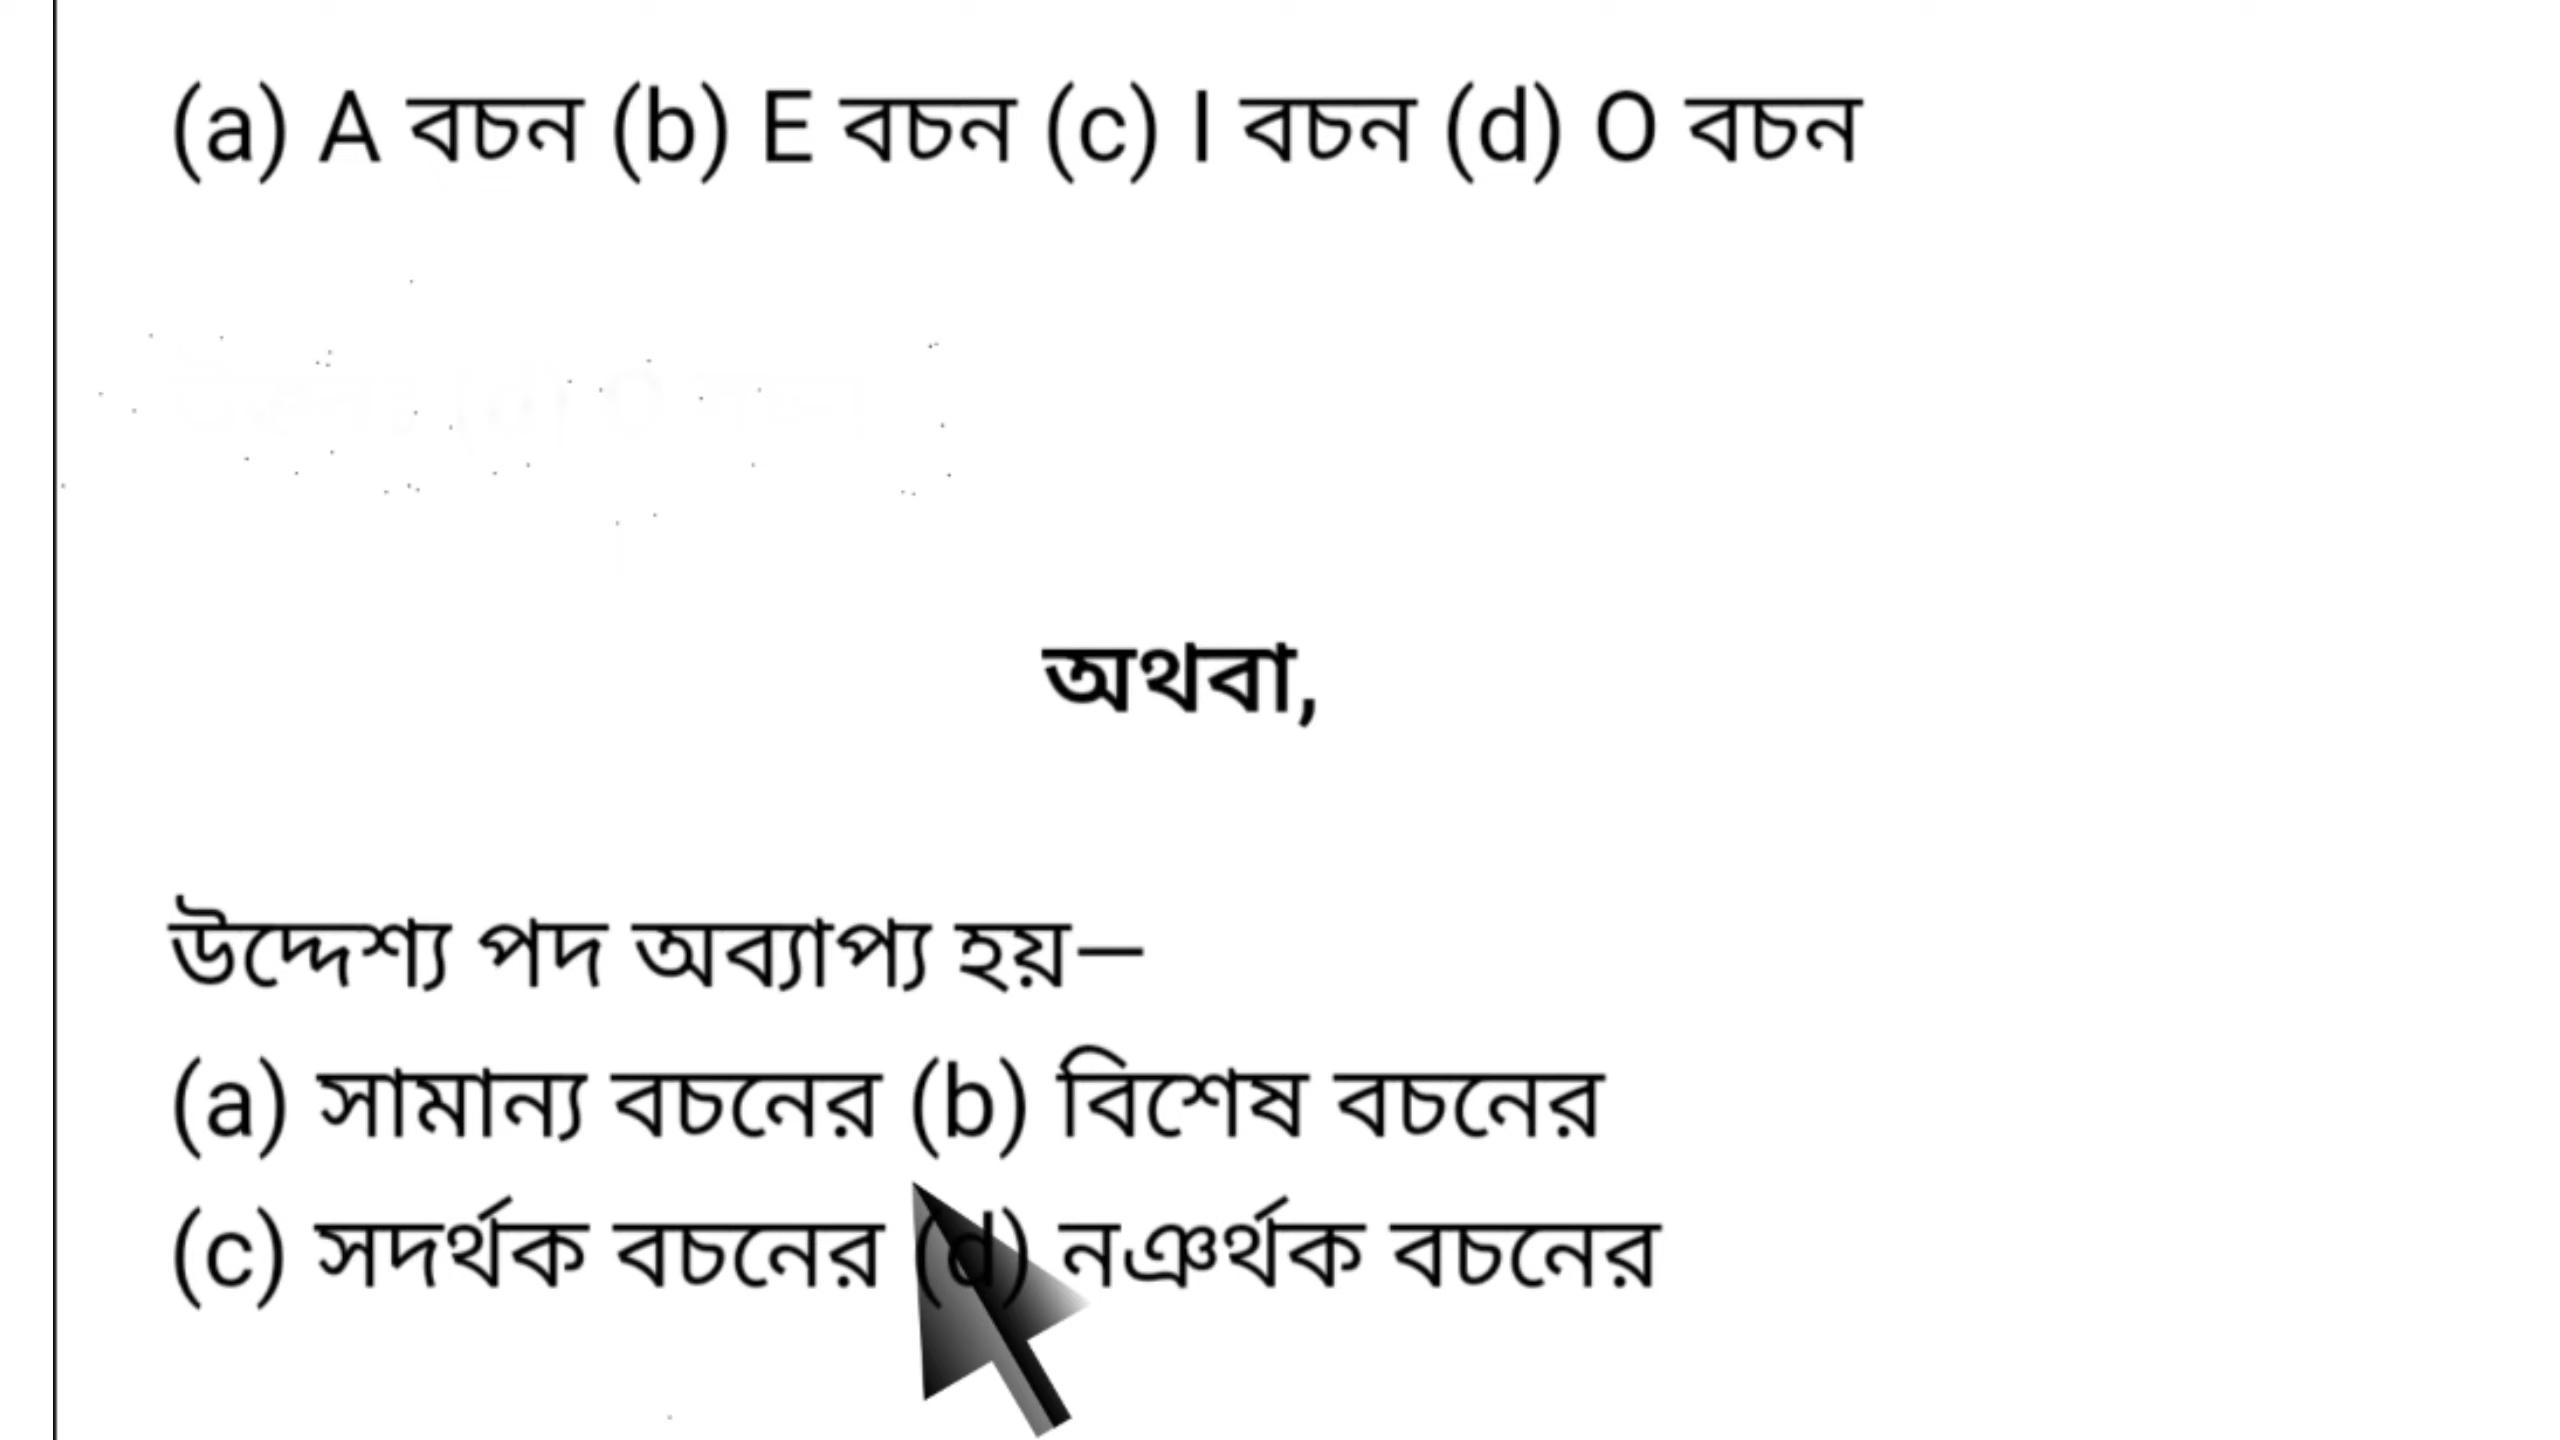 (a) A বচন (b) E বচন (c) I বচন (d) O বচন
অথবা,
উদ্দেশ্য পদ অব্যাপ্য হয়—
(a) সামান্য বচনের (b) বিশেষ বচনের
(c) সদর্থক বচনের (d) নঞর্থক বচনের